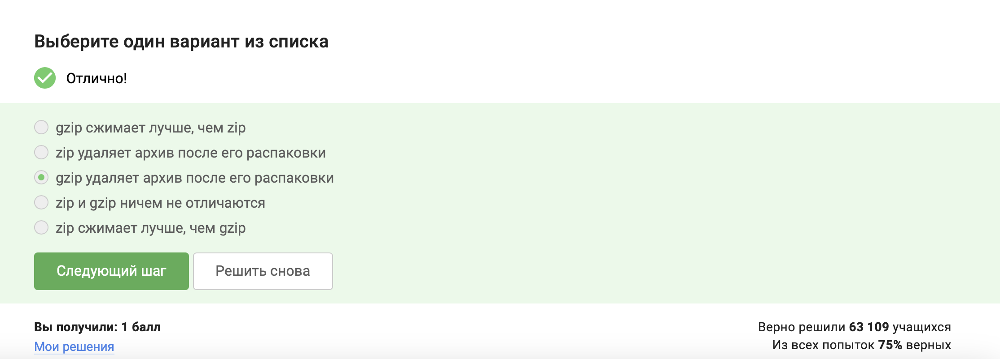 Выберите один вариант из списка
Отлично!
gzip сжимает лучше, чем zip
zip удаляет архив после его распаковки
gzip удаляет архив после его распаковки
zip и gzip ничем не отличаются
zip сжимает лучше, чем gzip
Следующий шаг
Решить снова
Вы получили: 1 балл
Мои решения
Верно решили 63 109 учащихся
Из всех попыток 75% верных